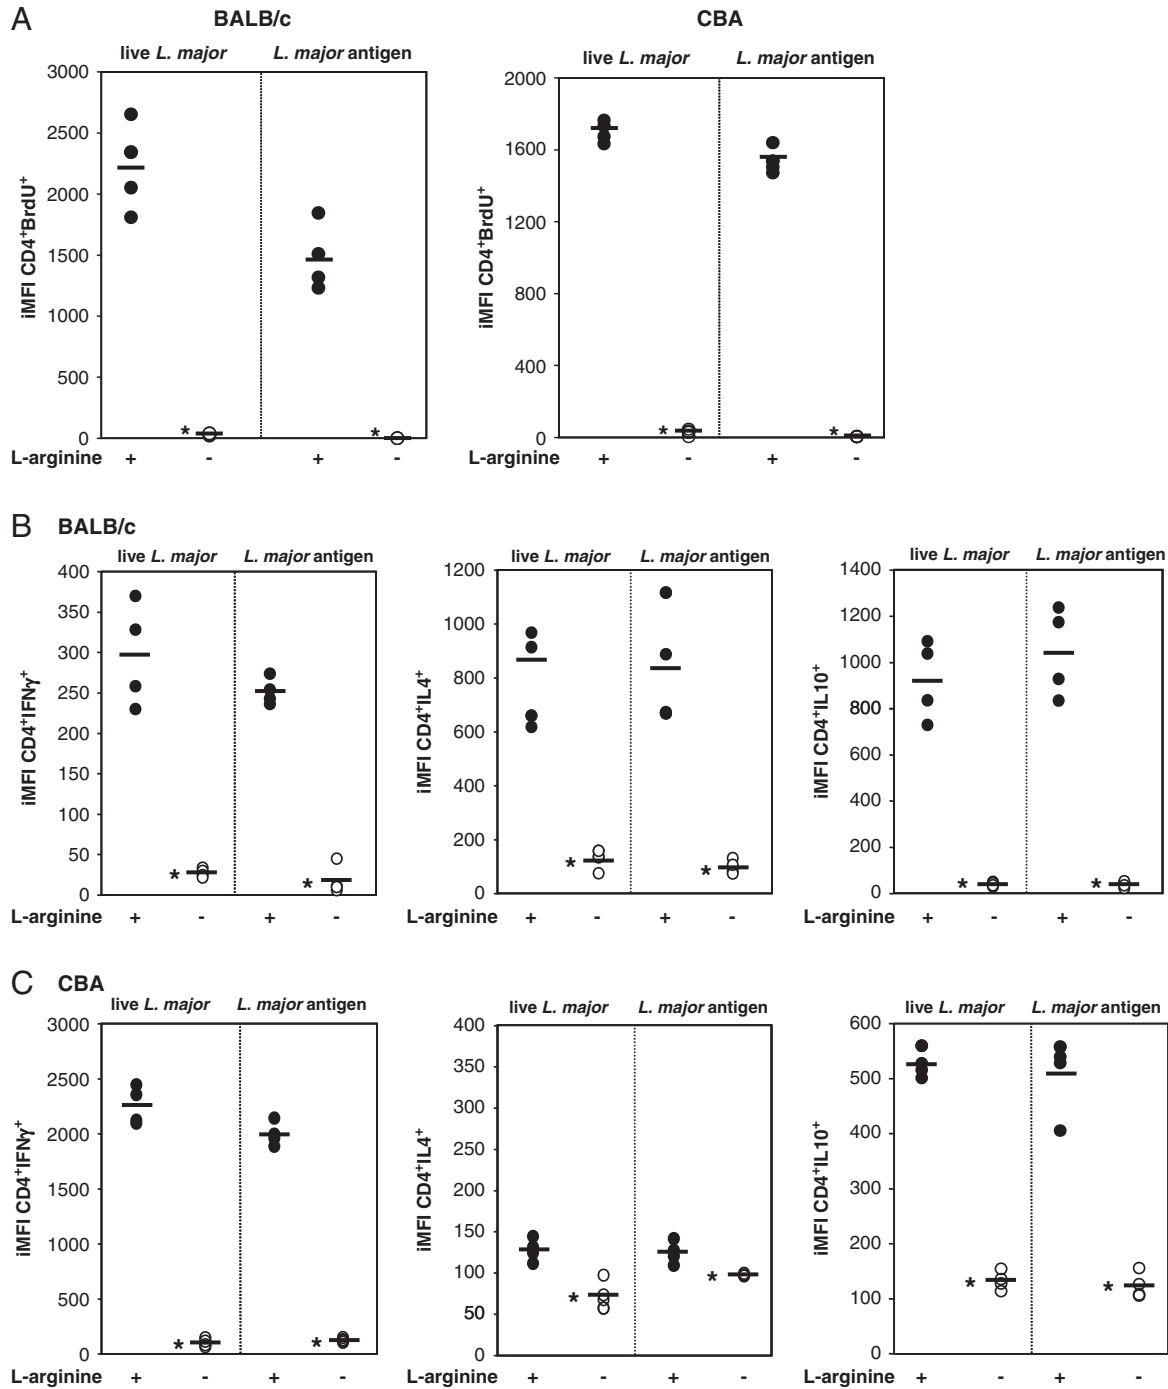 A
BALB/c
CBA
live L. major
L. major antigen
live L. major
L. major antigen
3000
2500
2000
1500
1000
500
0
iMFI CD4+BrdU+
*
*
L-arginine + - + -
2000
1600
1200
800
400
0
iMFI CD4+BrdU+
*
*
L-arginine + - + -
B BALB/c
live L. major
L. major antigen
400
350
300
250
200
150
100
50
0
iMFI CD4+IFNγ+
*
*
L-arginine + - + -
live L. major
L. major antigen
1200
1000
800
600
400
200
0
iMFI CD4+IL4+
*
*
L-arginine + - + -
live L. major
L. major antigen
1400
1200
1000
800
600
400
200
0
iMFI CD4+IL10+
*
*
L-arginine + - + -
C CBA
live L. major
L. major antigen
3000
2500
2000
1500
1000
500
0
iMFI CD4+IFNγ+
*
*
L-arginine + - + -
live L. major
L. major antigen
400
350
300
250
200
150
100
50
0
iMFI CD4+IL4+
*
*
L-arginine + - + -
live L. major
L. major antigen
600
500
400
300
200
100
0
iMFI CD4+IL10+
*
*
L-arginine + - + -